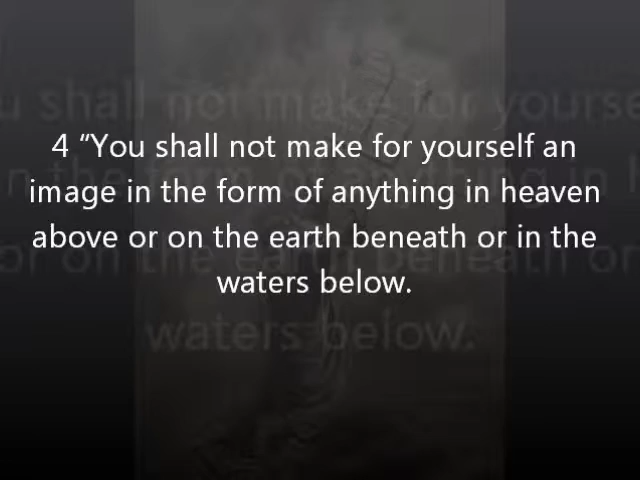 4 “You shall not make for yourself an
image in the form of anything in heaven
above or on the earth beneath or in the
waters below.